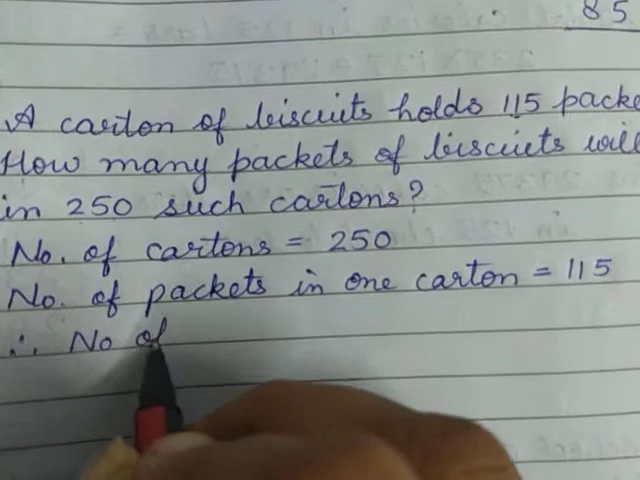 85
A carton of biscuits holds 115 packe
How many packets of biscuits will
in 250 such cartons?
No. of cartons = 250
No. of packets in one carton = 115
∴ No of